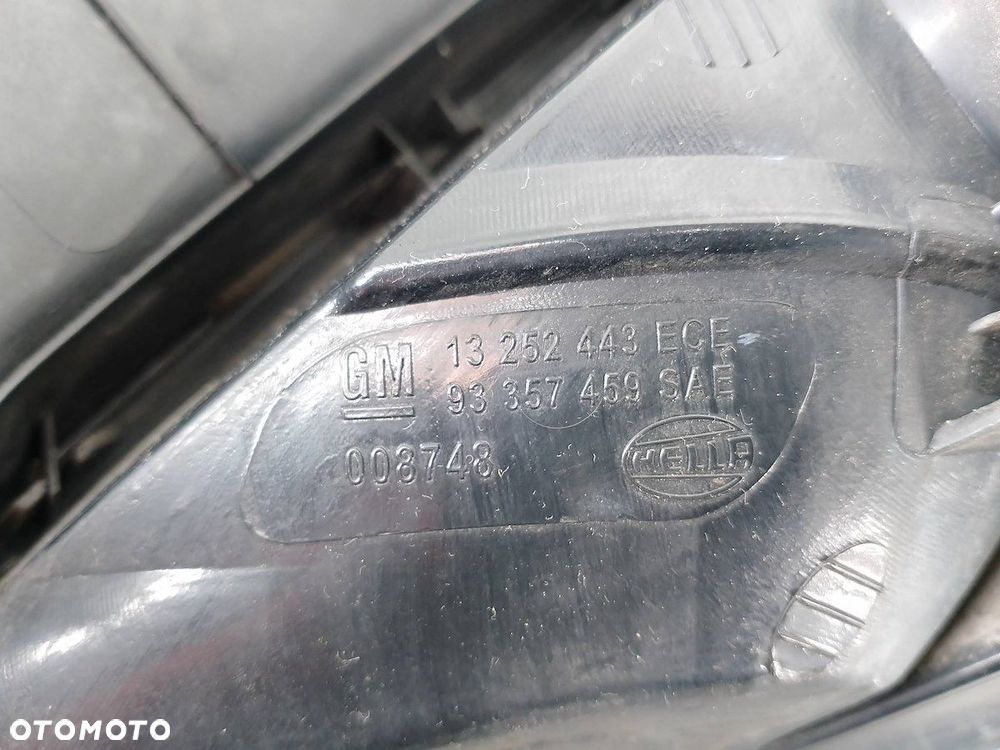 GM 13 252 443 ECE
93 357 459 SAE
008748
HELLA
OTOMOTO